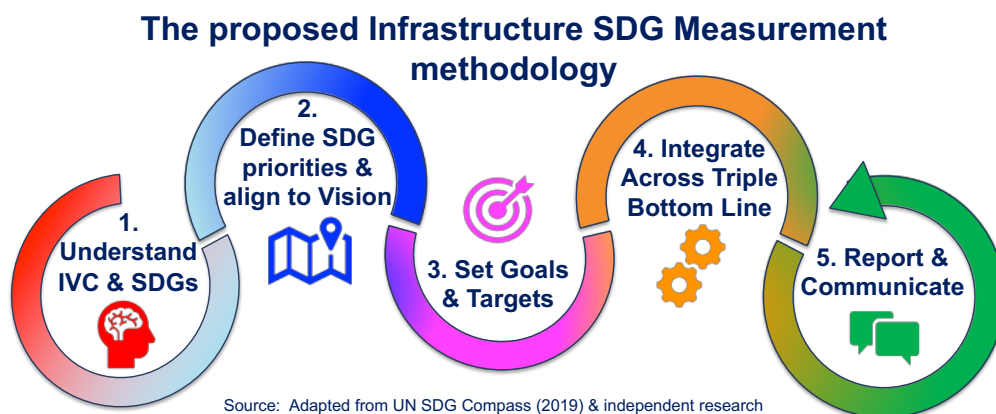 The proposed Infrastructure SDG Measurement
methodology
1.
Understand
IVC & SDGs
2.
Define SDG
priorities &
align to Vision
3. Set Goals
& Targets
4. Integrate
Across Triple
Bottom Line
5. Report &
Communicate
Source: Adapted from UN SDG Compass (2019) & independent research